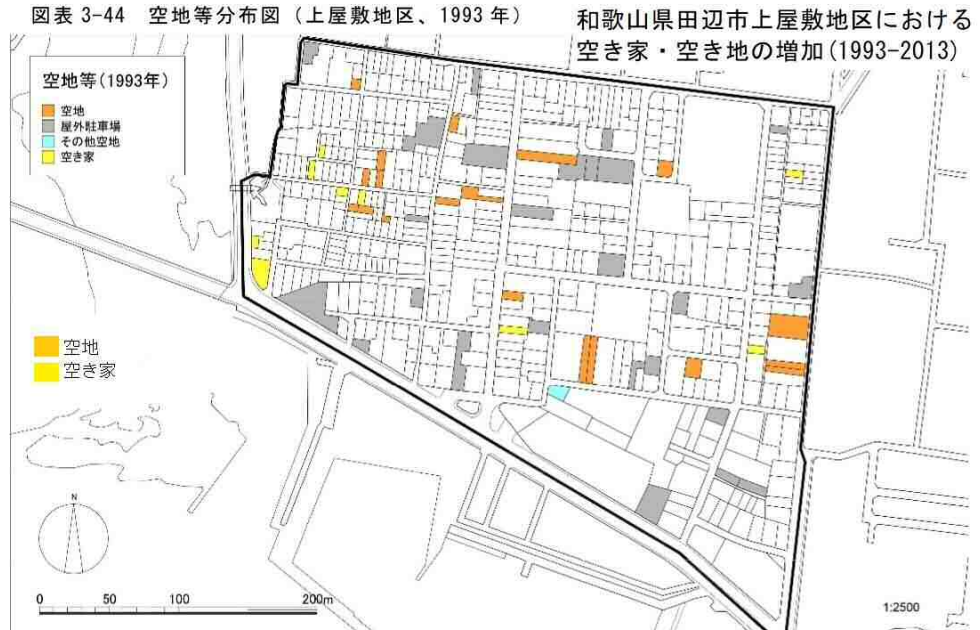 図表 3-44　空地等分布図（上屋敷地区、1993 年）
和歌山県田辺市上屋敷地区における
空き家・空き地の増加(1993-2013)
空地等(1993年)
空地
屋外駐車場
その他空地
空き家
空地
空き家
N
0 50 100 200m
1:2500